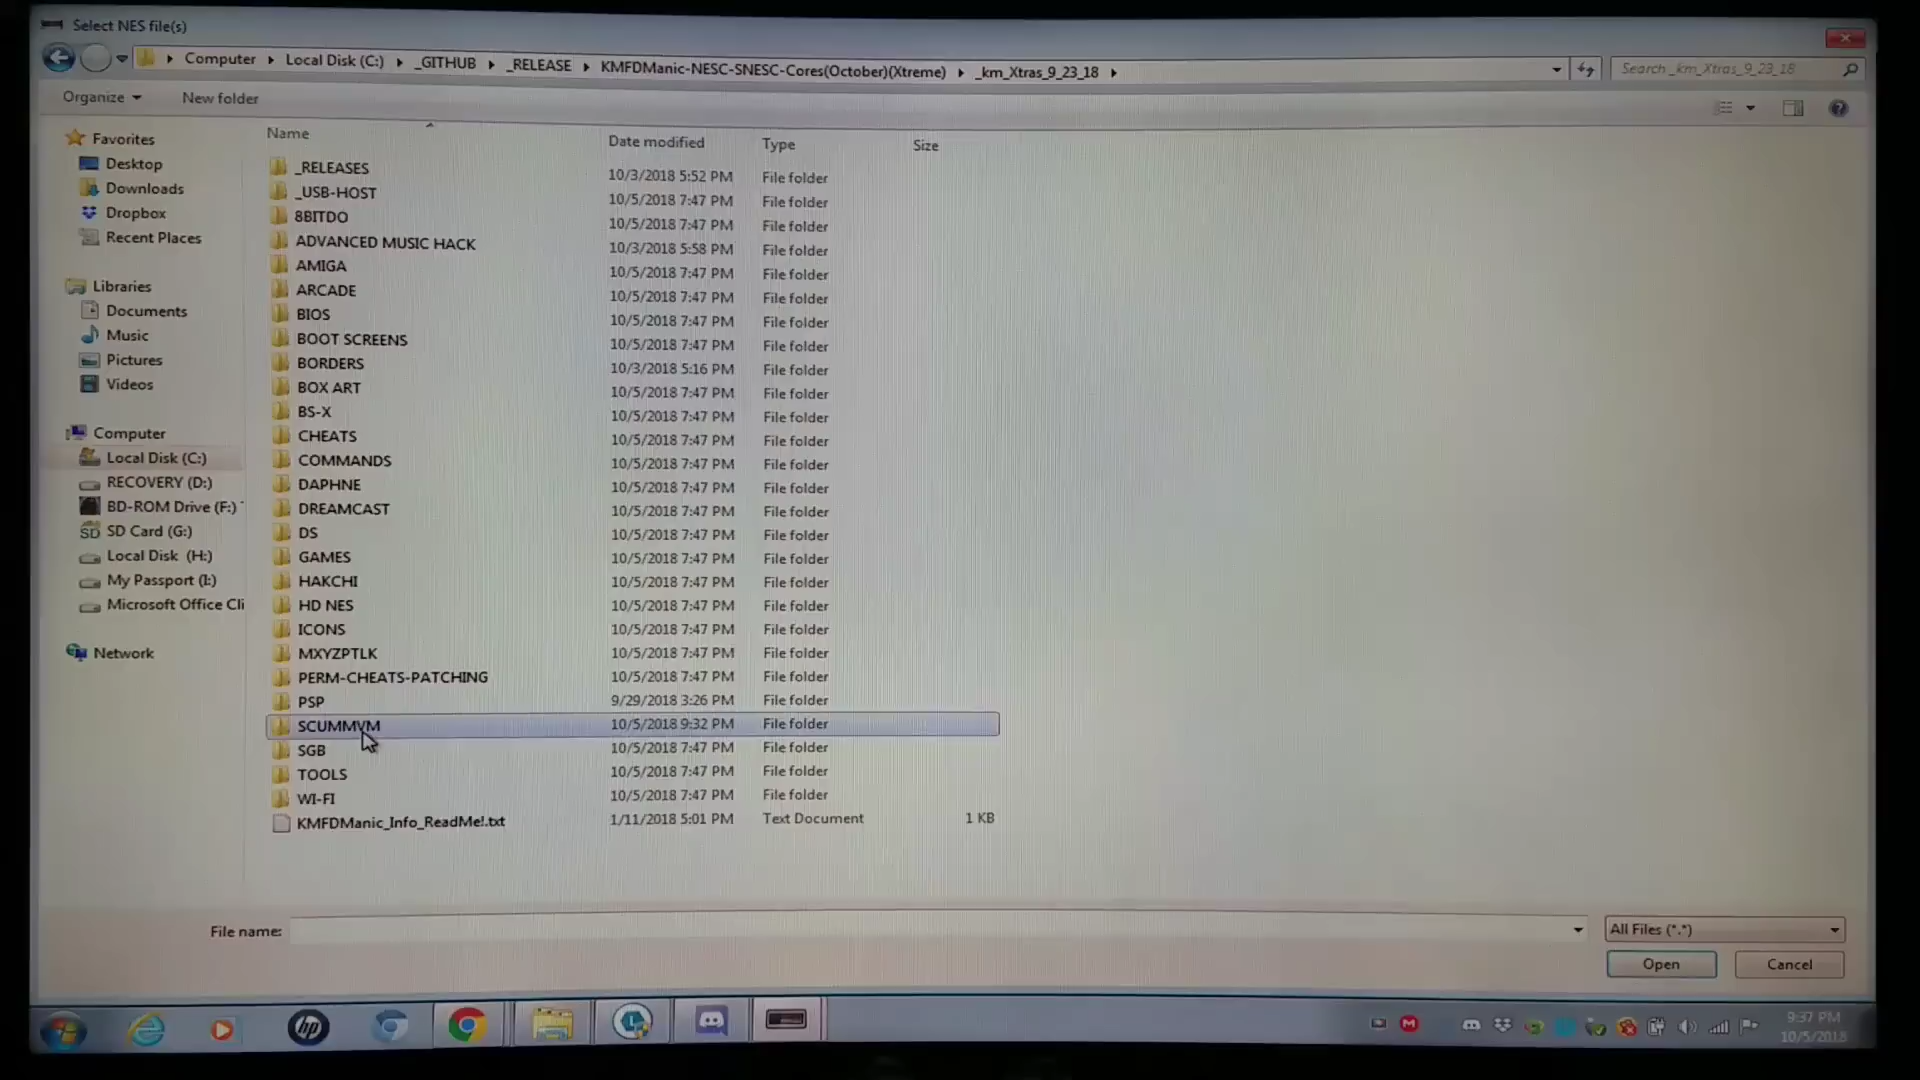 Select NES file(s)
Computer Local Disk (C:) _GITHUB _RELEASE KMFDManic-NESC-SNESC-Cores(October)(Xtreme) _km_Xtras_9_23_18
Search _km_Xtras_9_23_18
Organize New folder
Name Date modified Type Size
Favorites
Desktop
Downloads
Dropbox
Recent Places
Libraries
Documents
Music
Pictures
Videos
Computer
Local Disk (C:)
RECOVERY (D:)
BD-ROM Drive (F:)
SD Card (G:)
Local Disk (H:)
My Passport (I:)
Microsoft Office Cli
Network
_RELEASES 10/3/2018 5:52 PM File folder
_USB-HOST 10/5/2018 7:47 PM File folder
8BITDO 10/5/2018 7:47 PM File folder
ADVANCED MUSIC HACK 10/3/2018 5:58 PM File folder
AMIGA 10/5/2018 7:47 PM File folder
ARCADE 10/5/2018 7:47 PM File folder
BIOS 10/5/2018 7:47 PM File folder
BOOT SCREENS 10/5/2018 7:47 PM File folder
BORDERS 10/3/2018 5:16 PM File folder
BOX ART 10/5/2018 7:47 PM File folder
BS-X 10/5/2018 7:47 PM File folder
CHEATS 10/5/2018 7:47 PM File folder
COMMANDS 10/5/2018 7:47 PM File folder
DAPHNE 10/5/2018 7:47 PM File folder
DREAMCAST 10/5/2018 7:47 PM File folder
DS 10/5/2018 7:47 PM File folder
GAMES 10/5/2018 7:47 PM File folder
HAKCHI 10/5/2018 7:47 PM File folder
HD NES 10/5/2018 7:47 PM File folder
ICONS 10/5/2018 7:47 PM File folder
MXYZPTLK 10/5/2018 7:47 PM File folder
PERM-CHEATS-PATCHING 10/5/2018 7:47 PM File folder
PSP 9/29/2018 3:26 PM File folder
SCUMMVM 10/5/2018 9:32 PM File folder
SGB 10/5/2018 7:47 PM File folder
TOOLS 10/5/2018 7:47 PM File folder
WI-FI 10/5/2018 7:47 PM File folder
KMFDManic_Info_ReadMe!.txt 1/11/2018 5:01 PM Text Document 1 KB
File name: All Files (*.*)
Open Cancel
hp
9:37 PM
10/5/2018